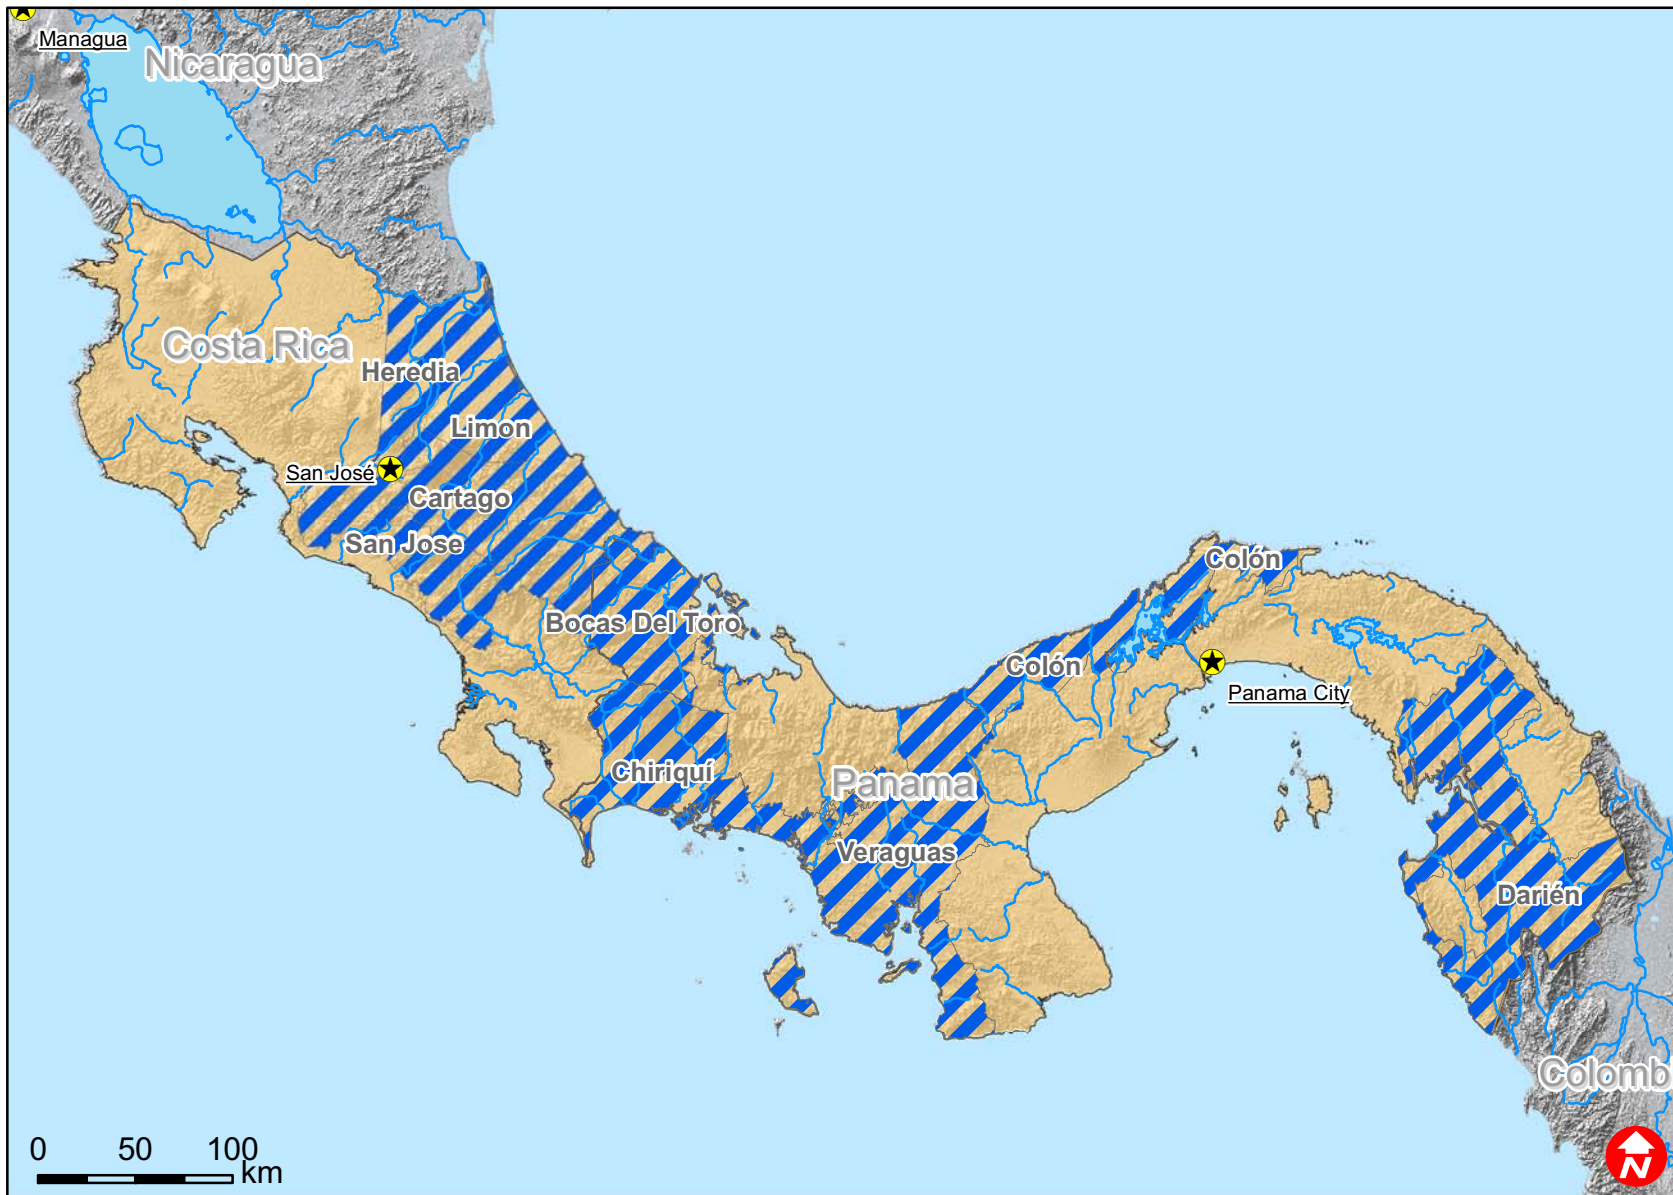 Managua
Nicaragua
Costa Rica
Heredia
Limon
San José
Cartago
San Jose
Colón
Bocas Del Toro
Colón
Panama City
Chiriquí
Panama
Veraguas
Darién
Colomb
0 50 100
km
N